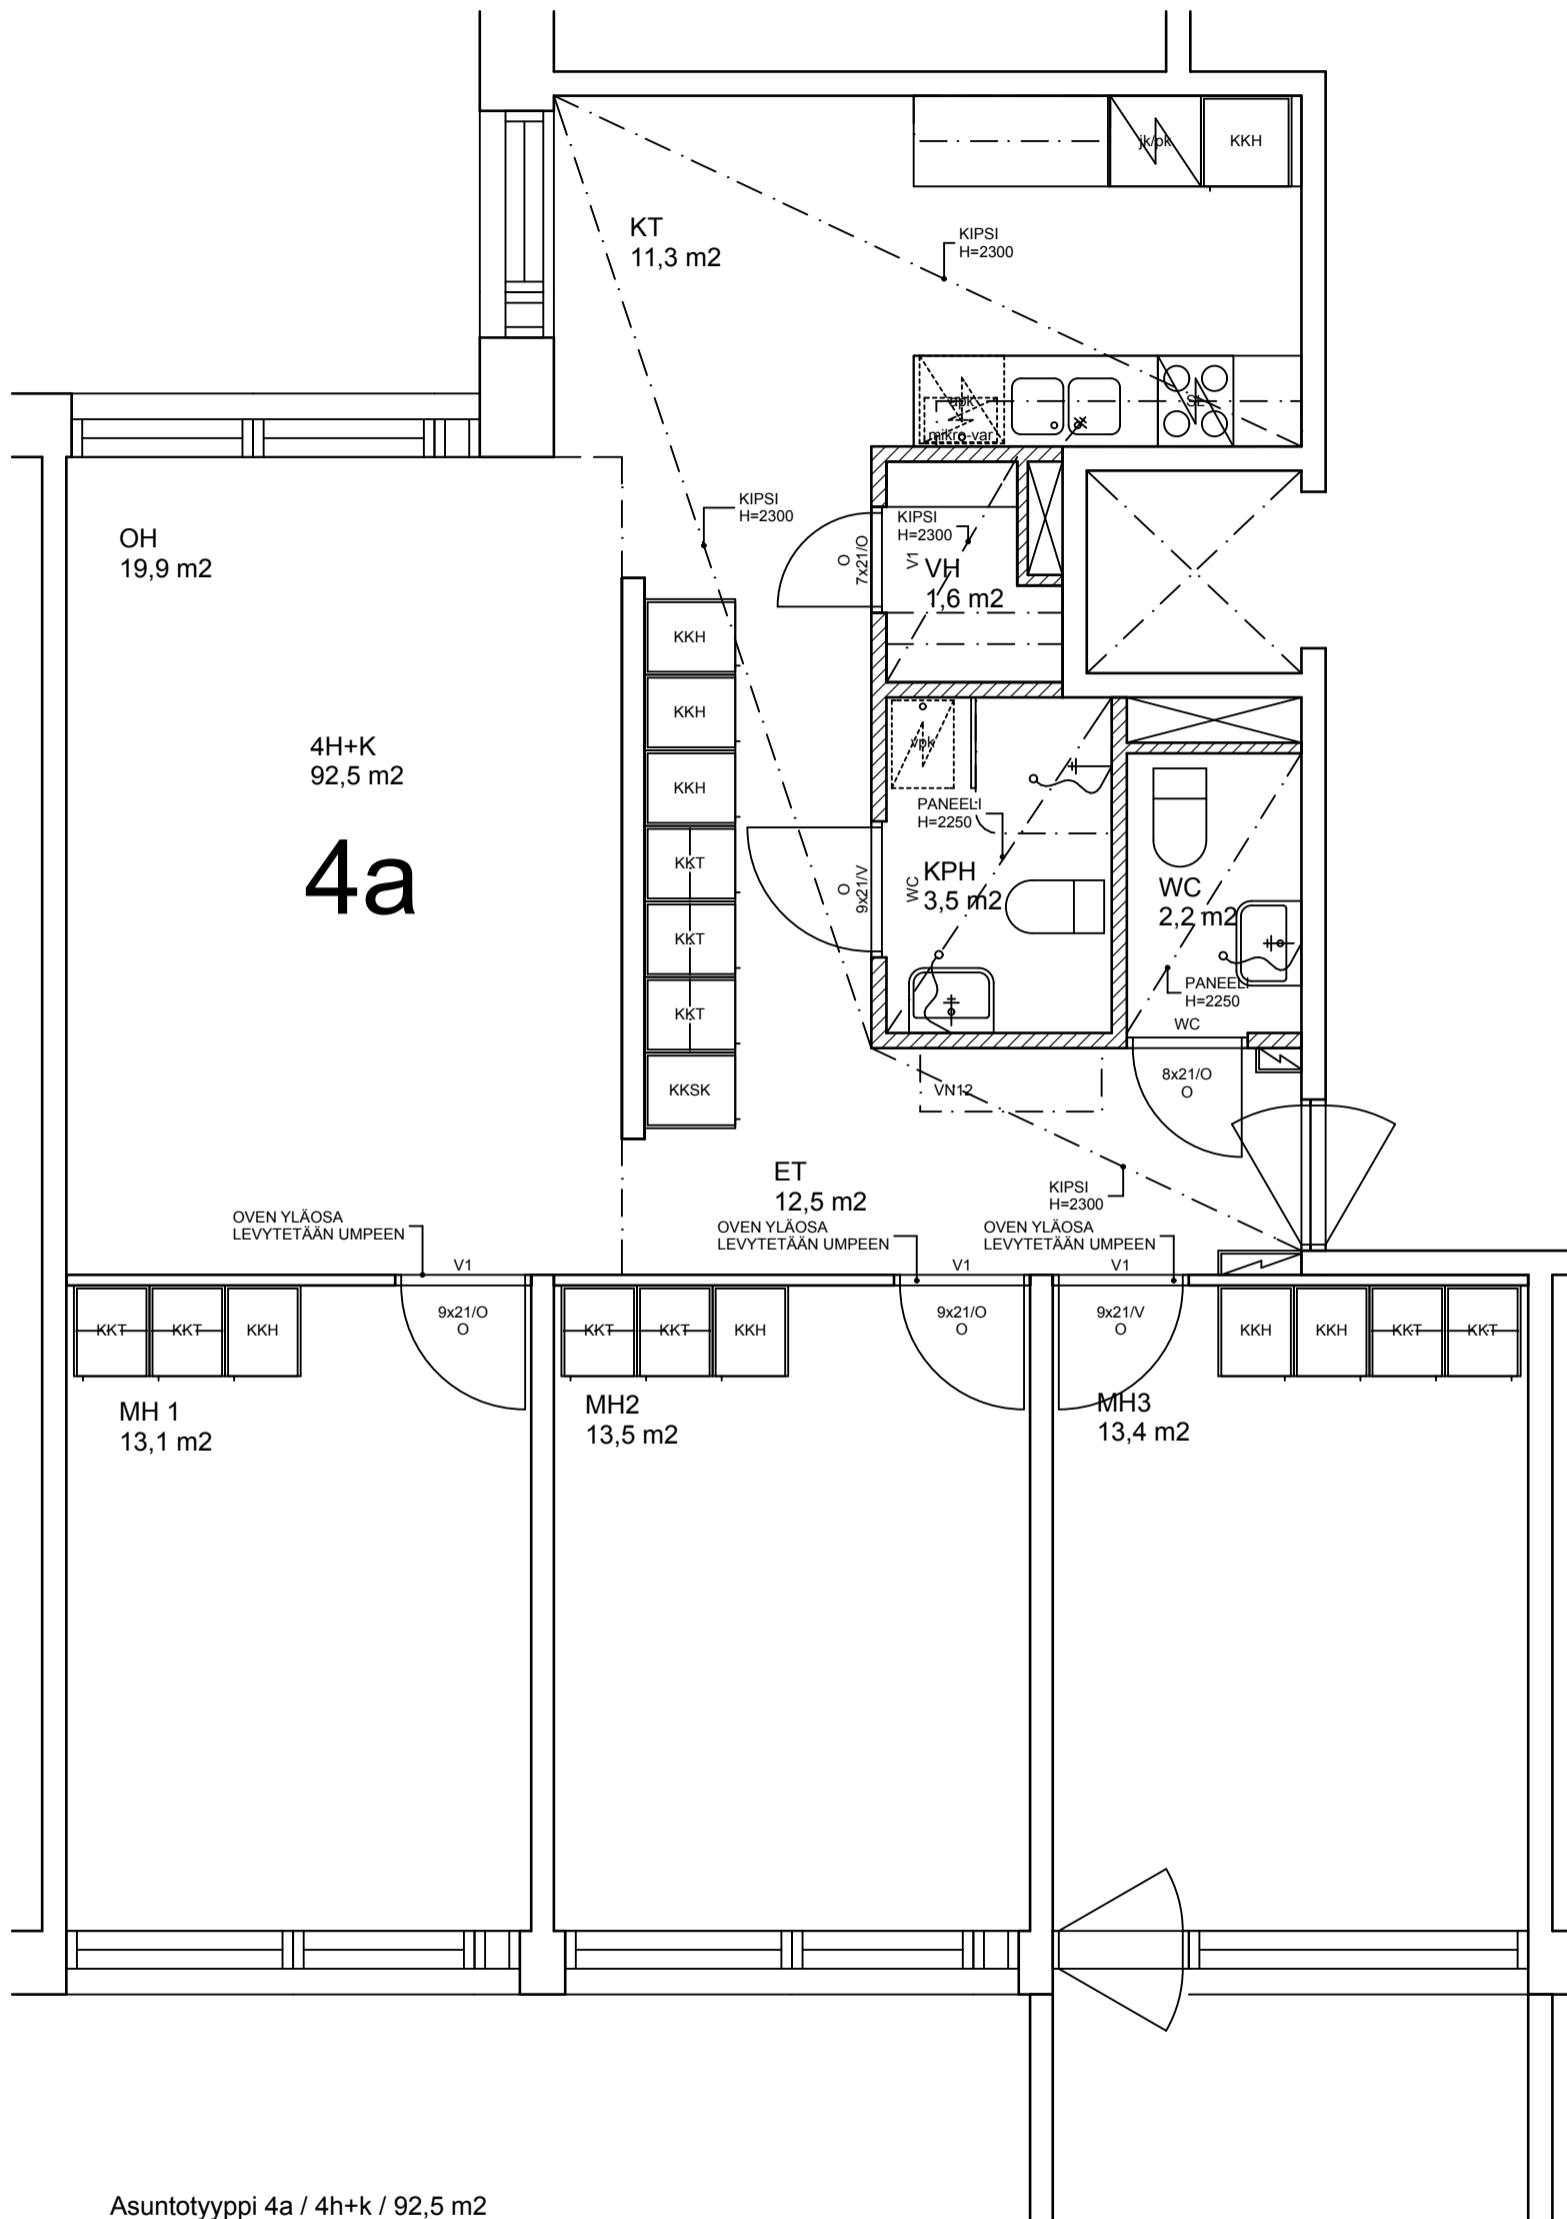 jk/pk
KKH
KT
11,3 m2
KIPSI
H=2300
apk
mikro-var
SL
OH
19,9 m2
KIPSI
H=2300
KIPSI
H=2300
O
7x21/O
V1
VH
1,6 m2
4H+K
92,5 m2
4a
KKH
KKH
KKH
KKT
KKT
KKT
KKSK
vpk
PANEELI
H=2250
O
9x21/V
WC
KPH
3,5 m2
WC
2,2 m2
PANEELI
H=2250
WC
VN12
8x21/O
O
ET
12,5 m2
KIPSI
H=2300
OVEN YLÄOSA
LEVYTETÄÄN UMPEEN
V1
OVEN YLÄOSA
LEVYTETÄÄN UMPEEN
V1
OVEN YLÄOSA
LEVYTETÄÄN UMPEEN
V1
KKT
KKT
KKH
9x21/O
O
KKT
KKT
KKH
9x21/O
O
9x21/V
O
KKH
KKH
KKT
KKT
MH 1
13,1 m2
MH2
13,5 m2
MH3
13,4 m2
Asuntotyyppi 4a / 4h+k / 92,5 m2